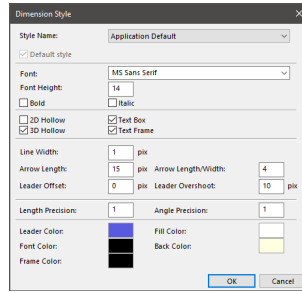 Dimension Style
Style Name: Application Default
Default style
Font: MS Sans Serif
Font Height: 14
Bold Italic
2D Hollow Text Box
3D Hollow Text Frame
Line Width: 1 pix
Arrow Length: 15 pix Arrow Length/Width: 4
Leader Offset: 0 pix Leader Overshoot: 10 pix
Length Precision: 1 Angle Precision: 1
Leader Color: Fill Color:
Font Color: Back Color:
Frame Color:
OK Cancel